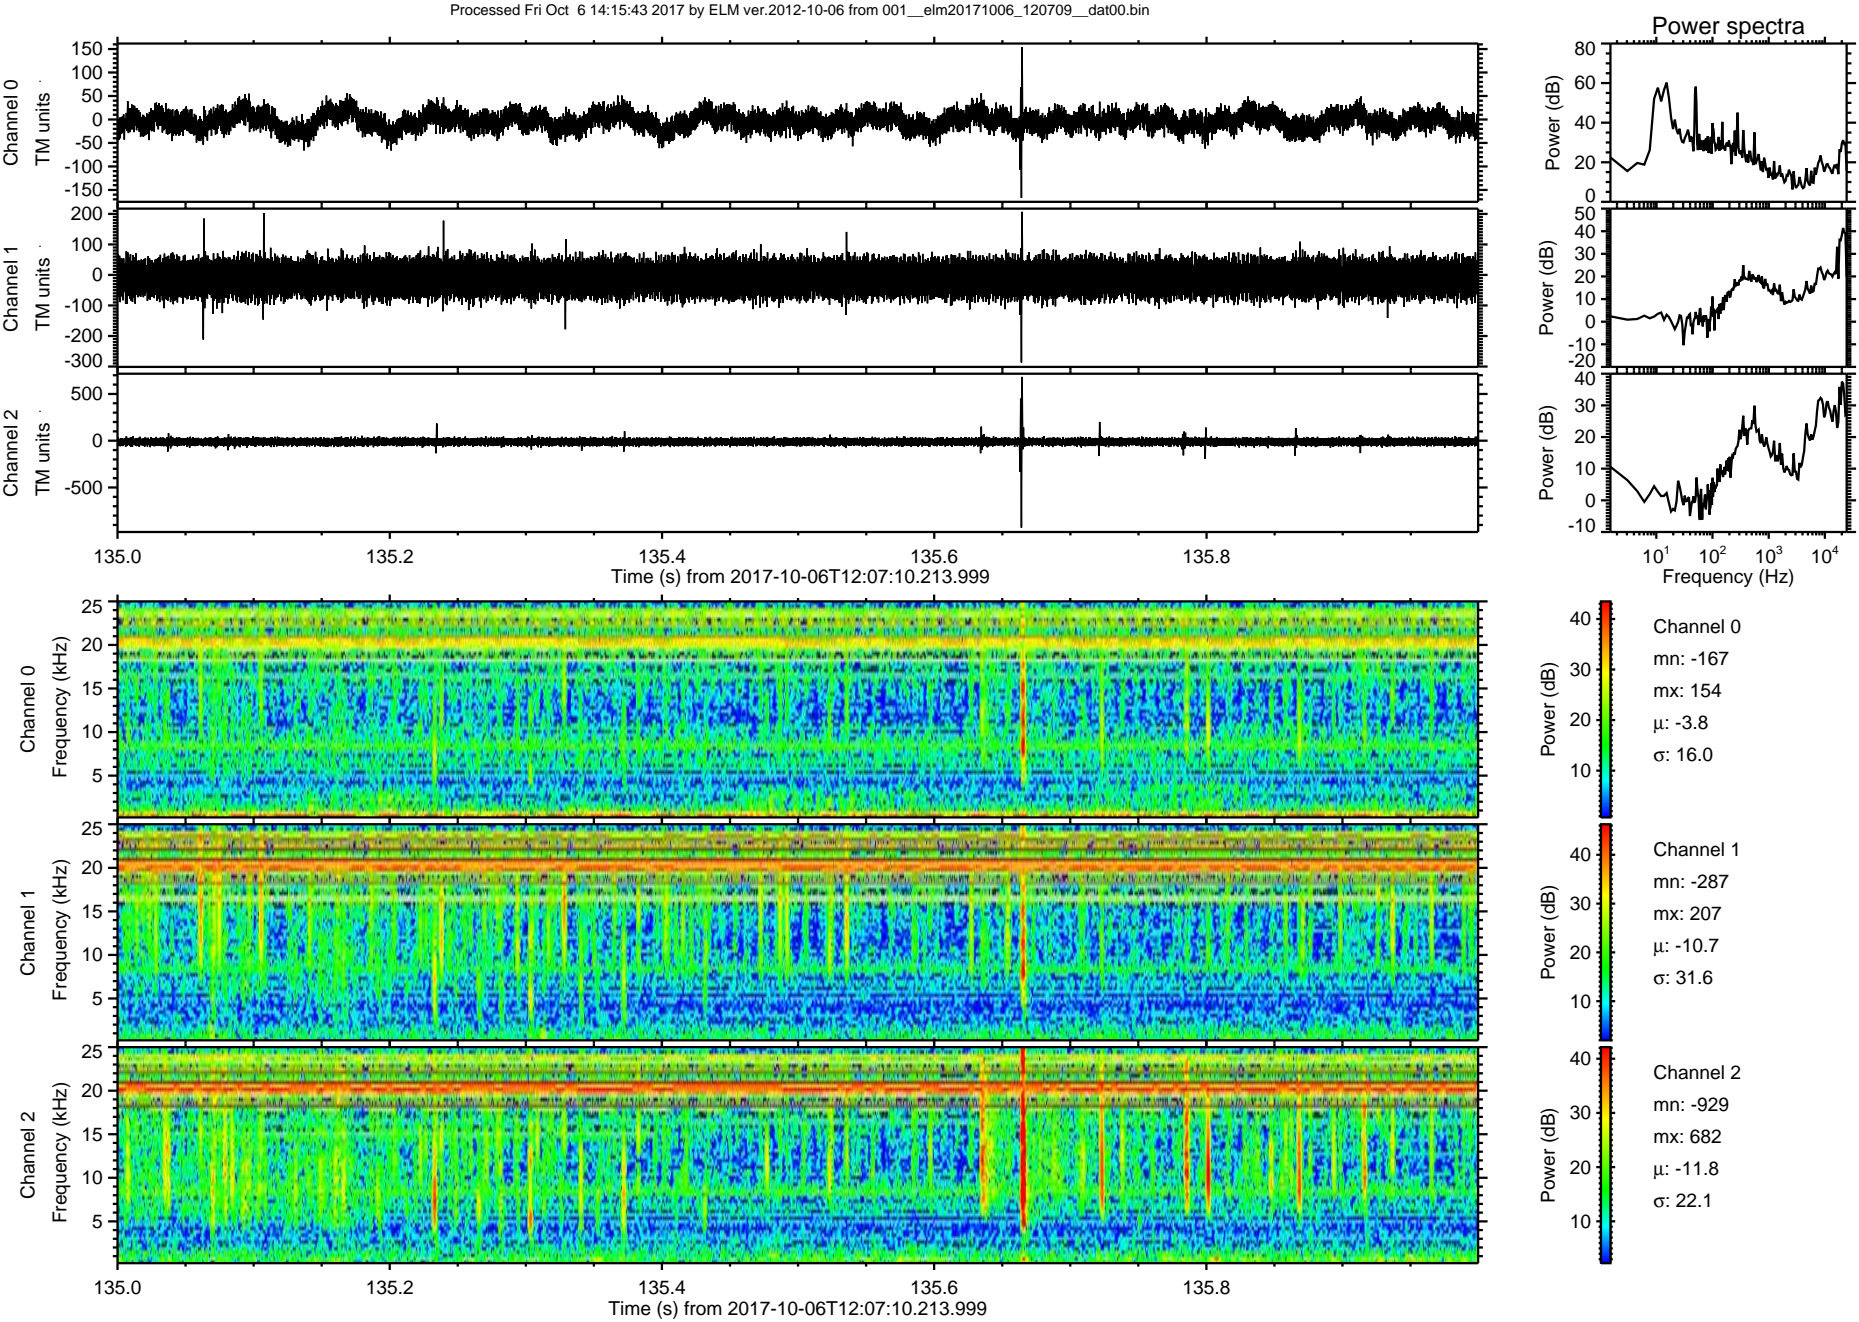 Processed Fri Oct  6 14:15:43 2017 by ELM ver.2012-10-06 from 001__elm20171006_120709__dat00.bin
Power spectra
Channel 0
TM units
150
100
50
0
-50
-100
-150
Power (dB)
80
60
40
20
0
Channel 1
TM units
200
100
0
-100
-200
-300
Power (dB)
50
40
30
20
10
0
-10
-20
Channel 2
TM units
500
0
-500
Power (dB)
40
30
20
10
0
-10
135.0 135.2 135.4 135.6 135.8
Time (s) from 2017-10-06T12:07:10.213.999
10^1 10^2 10^3 10^4
Frequency (Hz)
Channel 0
Frequency (kHz)
25
20
15
10
5
Power (dB)
40
30
20
10
Channel 0
mn: -167
mx: 154
µ: -3.8
σ: 16.0
Channel 1
Frequency (kHz)
25
20
15
10
5
Power (dB)
40
30
20
10
Channel 1
mn: -287
mx: 207
µ: -10.7
σ: 31.6
Channel 2
Frequency (kHz)
25
20
15
10
5
Power (dB)
40
30
20
10
Channel 2
mn: -929
mx: 682
µ: -11.8
σ: 22.1
135.0 135.2 135.4 135.6 135.8
Time (s) from 2017-10-06T12:07:10.213.999